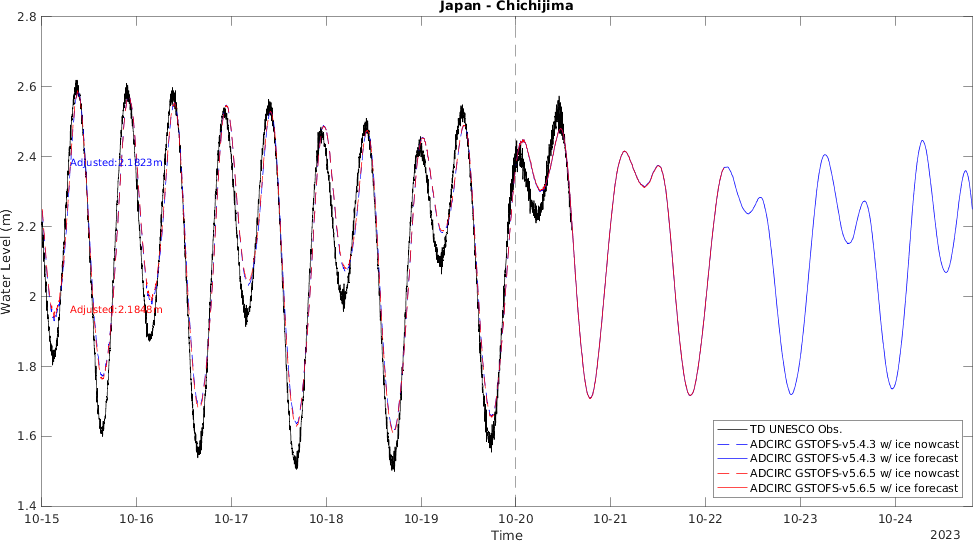 Japan - Chichijima
2.8
2.6
2.4
2.2
2
1.8
1.6
1.4
Water Level (m)
Adjusted:2.1823m
Adjusted:2.1848m
TD UNESCO Obs.
ADCIRC GSTOFS-v5.4.3 w/ ice nowcast
ADCIRC GSTOFS-v5.4.3 w/ ice forecast
ADCIRC GSTOFS-v5.6.5 w/ ice nowcast
ADCIRC GSTOFS-v5.6.5 w/ ice forecast
10-15 10-16 10-17 10-18 10-19 10-20 10-21 10-22 10-23 10-24
Time
2023